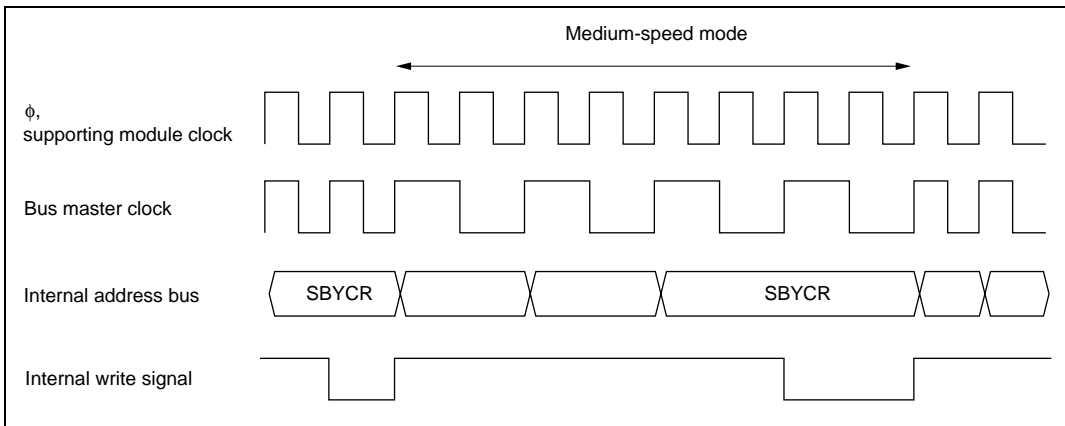 Medium-speed mode
ϕ,
supporting module clock
Bus master clock
Internal address bus
SBYCR
SBYCR
Internal write signal